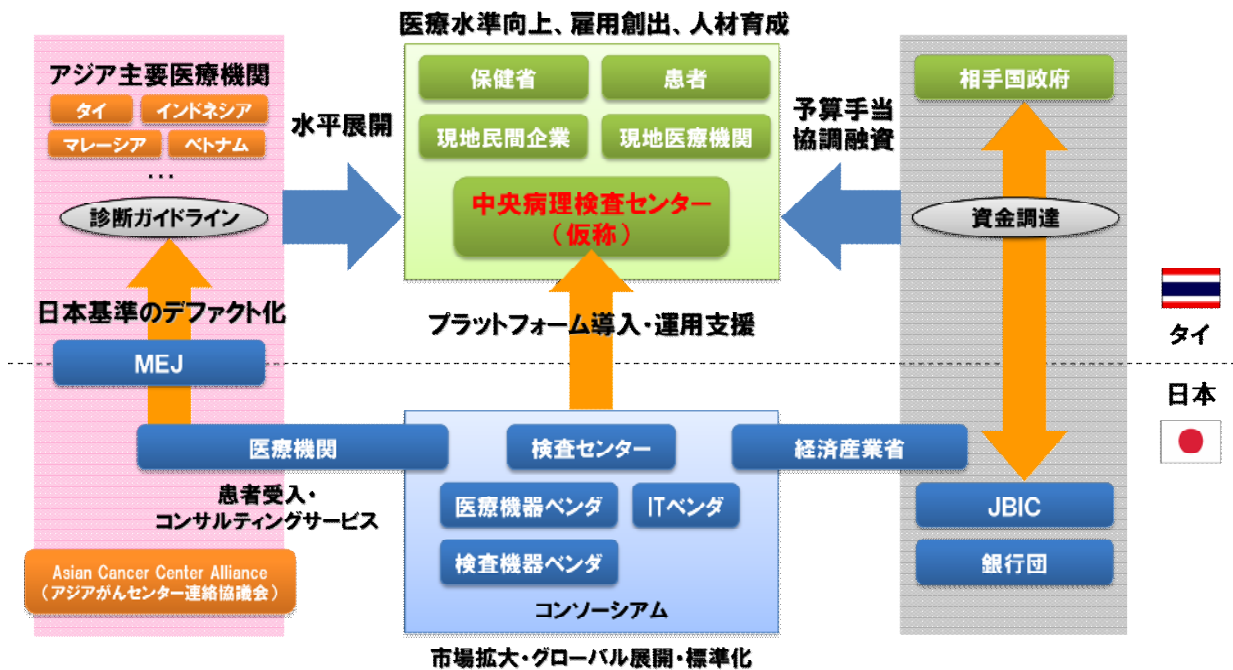 医療水準向上、雇用創出、人材育成
アジア主要医療機関
タイ
インドネシア
マレーシア
ベトナム
...
診断ガイドライン
日本基準のデファクト化
MEJ
水平展開
保健省
患者
現地民間企業
現地医療機関
中央病理検査センター
(仮称)
プラットフォーム導入・運用支援
予算手当
協調融資
相手国政府
資金調達
タイ
日本
医療機関
検査センター
経済産業省
患者受入・
コンサルティングサービス
医療機器ベンダ
ITベンダ
検査機器ベンダ
コンソーシアム
JBIC
銀行団
Asian Cancer Center Alliance
(アジアがんセンター連絡協議会)
市場拡大・グローバル展開・標準化